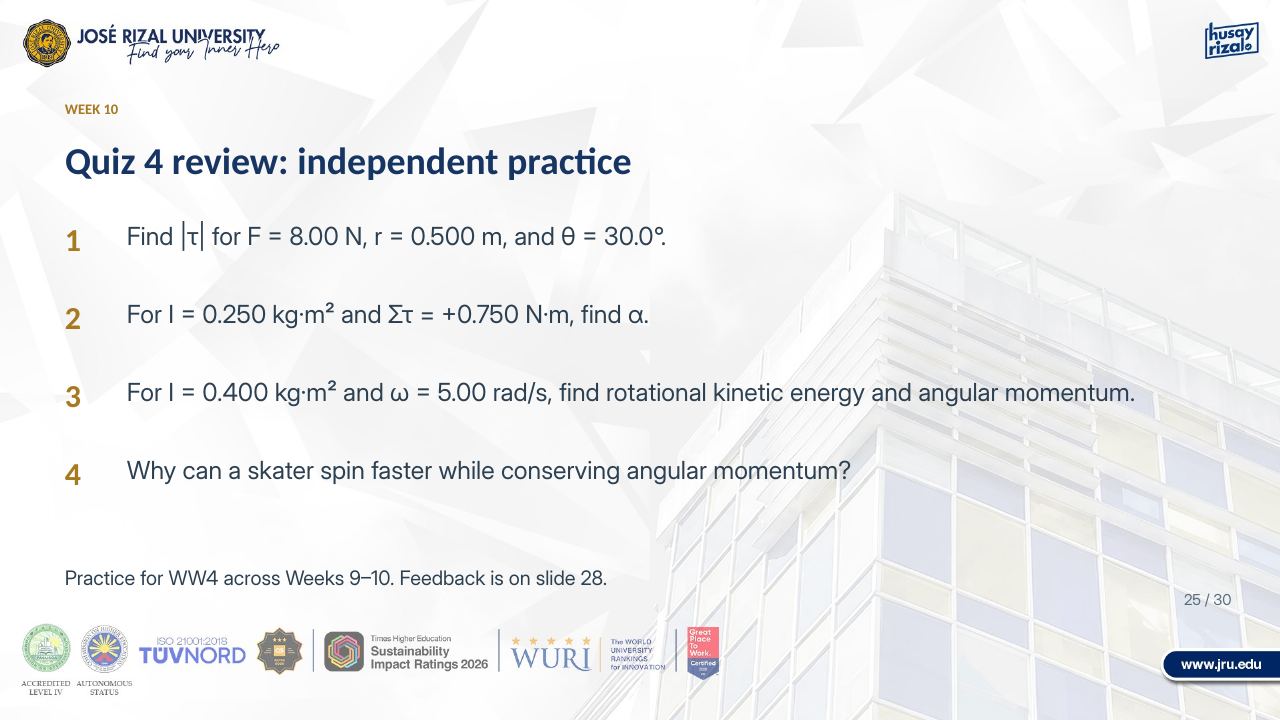 JOSÉ RIZAL UNIVERSITY
Find your Inner Hero
husay
rizal
WEEK 10
Quiz 4 review: independent practice
1 Find |τ| for F = 8.00 N, r = 0.500 m, and θ = 30.0°.
2 For I = 0.250 kg·m² and Στ = +0.750 N·m, find α.
3 For I = 0.400 kg·m² and ω = 5.00 rad/s, find rotational kinetic energy and angular momentum.
4 Why can a skater spin faster while conserving angular momentum?
Practice for WW4 across Weeks 9–10. Feedback is on slide 28.
25 / 30
ACCREDITED
LEVEL IV
AUTONOMOUS
STATUS
ISO 21001:2018
TÜVNORD
Times Higher Education
Sustainability
Impact Ratings 2026
WURI
The WORLD
UNIVERSITY
RANKINGS
for INNOVATION
Great
Place
To
Work.
Certified
www.jru.edu